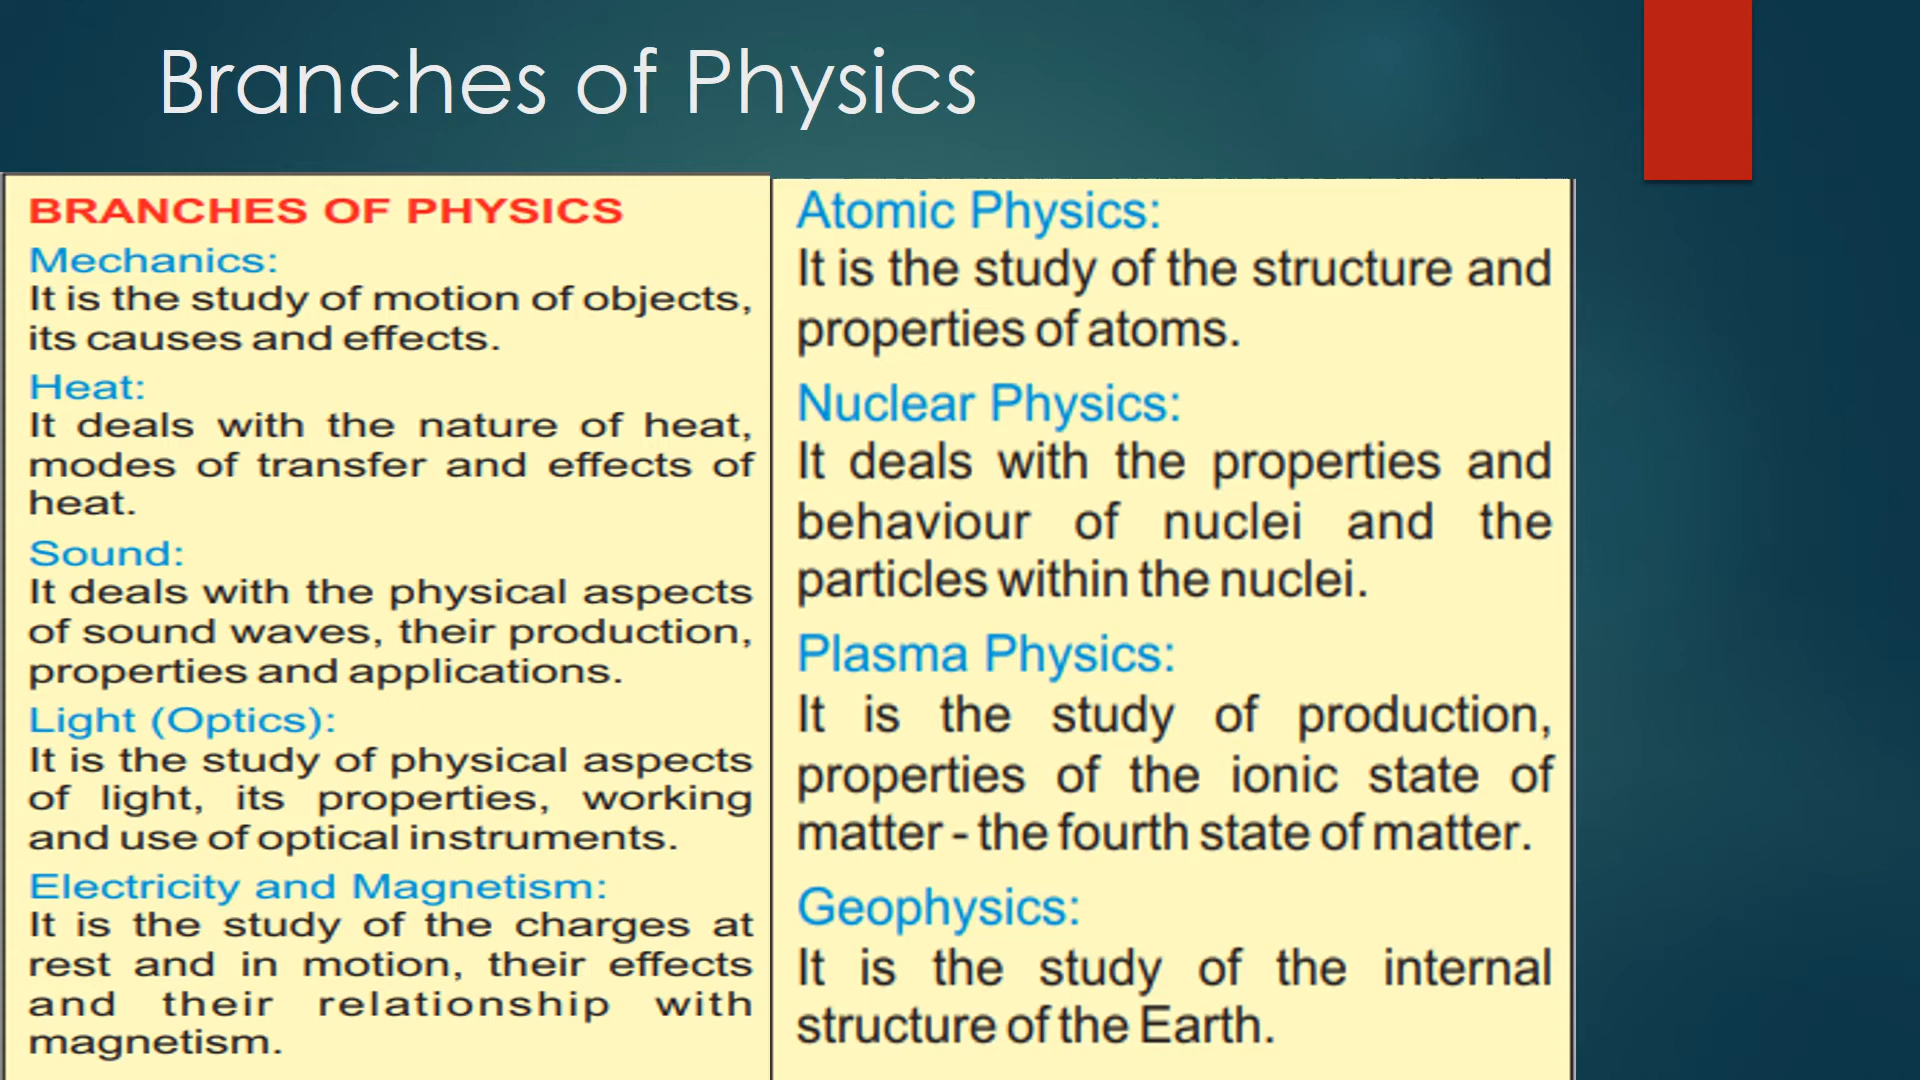 Branches of Physics
BRANCHES OF PHYSICS
Mechanics:
It is the study of motion of objects,
its causes and effects.
Heat:
It deals with the nature of heat,
modes of transfer and effects of
heat.
Sound:
It deals with the physical aspects
of sound waves, their production,
properties and applications.
Light (Optics):
It is the study of physical aspects
of light, its properties, working
and use of optical instruments.
Electricity and Magnetism:
It is the study of the charges at
rest and in motion, their effects
and their relationship with
magnetism.
Atomic Physics:
It is the study of the structure and
properties of atoms.
Nuclear Physics:
It deals with the properties and
behaviour of nuclei and the
particles within the nuclei.
Plasma Physics:
It is the study of production,
properties of the ionic state of
matter - the fourth state of matter.
Geophysics:
It is the study of the internal
structure of the Earth.